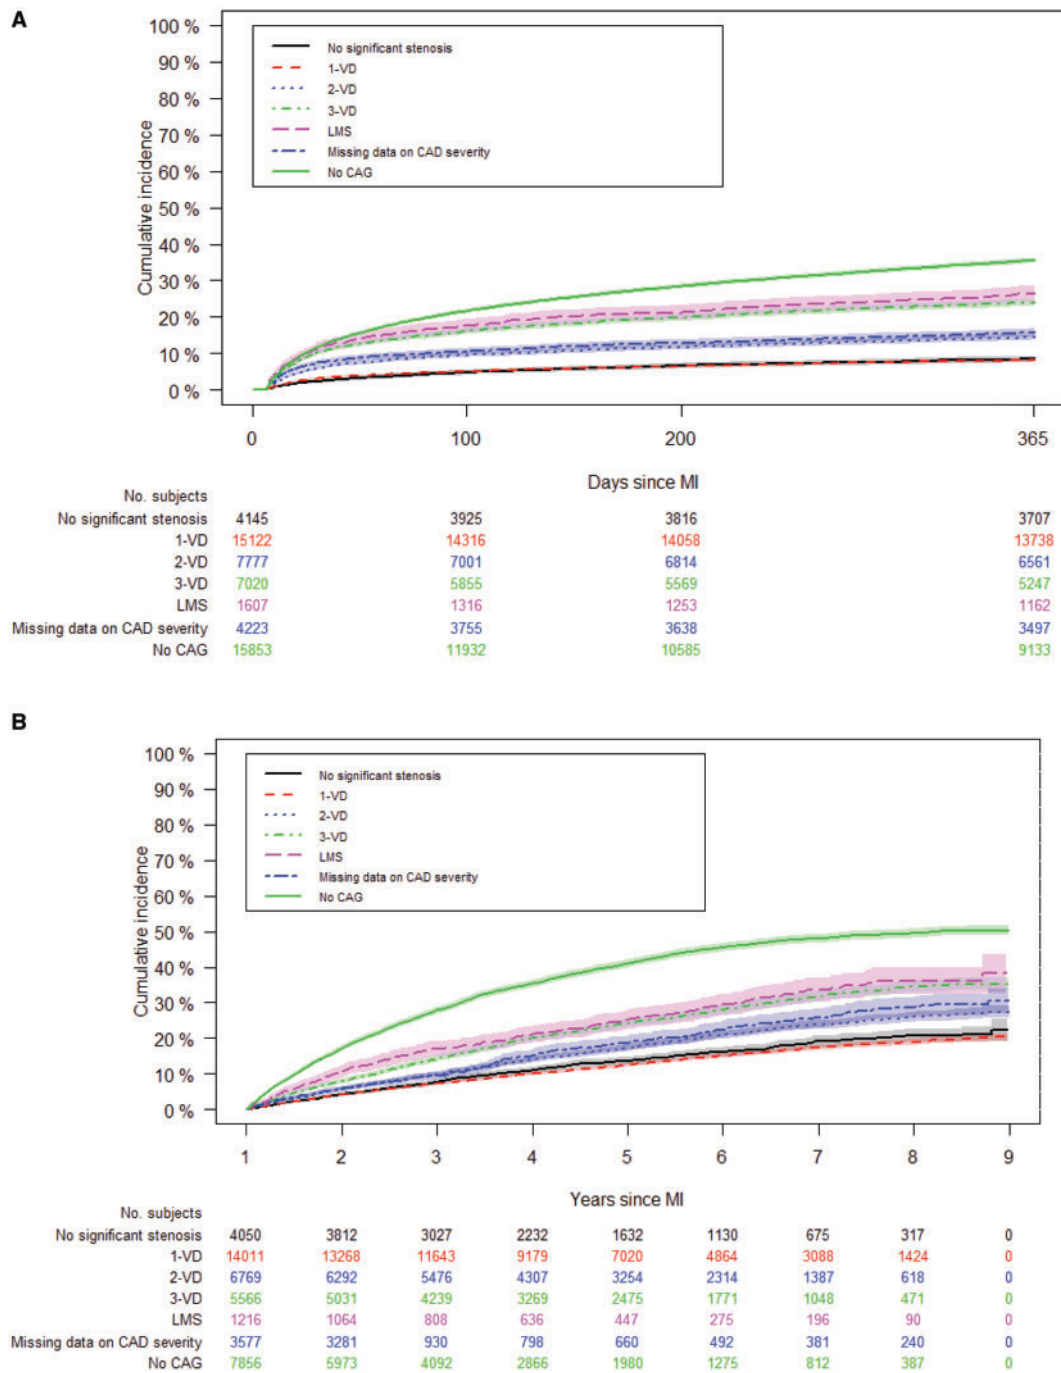 A
100 %
90 %
80 %
70 %
60 %
50 %
40 %
30 %
20 %
10 %
0 %
Cumulative incidence
No significant stenosis
1-VD
2-VD
3-VD
LMS
Missing data on CAD severity
No CAG
0 100 200 365
Days since MI
No. subjects
No significant stenosis 4145 3925 3816 3707
1-VD 15122 14316 14058 13738
2-VD 7777 7001 6814 6561
3-VD 7020 5855 5569 5247
LMS 1607 1316 1253 1162
Missing data on CAD severity 4223 3755 3638 3497
No CAG 15853 11932 10585 9133
B
100 %
90 %
80 %
70 %
60 %
50 %
40 %
30 %
20 %
10 %
0 %
Cumulative incidence
No significant stenosis
1-VD
2-VD
3-VD
LMS
Missing data on CAD severity
No CAG
1 2 3 4 5 6 7 8 9
Years since MI
No. subjects
No significant stenosis 4050 3812 3027 2232 1632 1130 675 317 0
1-VD 14011 13268 11643 9179 7020 4864 3088 1424 0
2-VD 6769 6292 5476 4307 3254 2314 1387 618 0
3-VD 5566 5031 4239 3269 2475 1771 1048 471 0
LMS 1216 1064 808 636 447 275 196 90 0
Missing data on CAD severity 3577 3281 930 798 660 492 381 240 0
No CAG 7856 5973 4092 2866 1980 1275 812 387 0